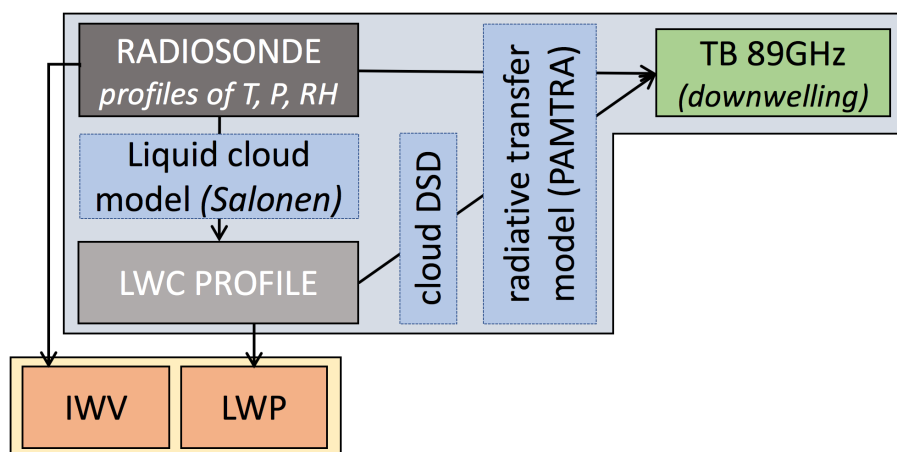 RADIOSONDE
profiles of T, P, RH
Liquid cloud
model (Salonen)
LWC PROFILE
cloud DSD
radiative transfer
model (PAMTRA)
TB 89GHz
(downwelling)
IWV
LWP